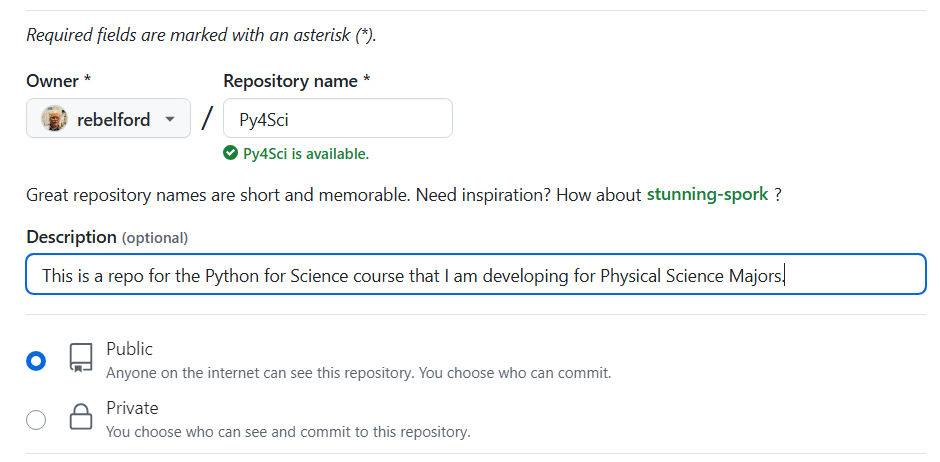 Required fields are marked with an asterisk (*).
Owner * Repository name *
rebelford / Py4Sci
Py4Sci is available.
Great repository names are short and memorable. Need inspiration? How about stunning-spork ?
Description (optional)
This is a repo for the Python for Science course that I am developing for Physical Science Majors.
Public
Anyone on the internet can see this repository. You choose who can commit.
Private
You choose who can see and commit to this repository.